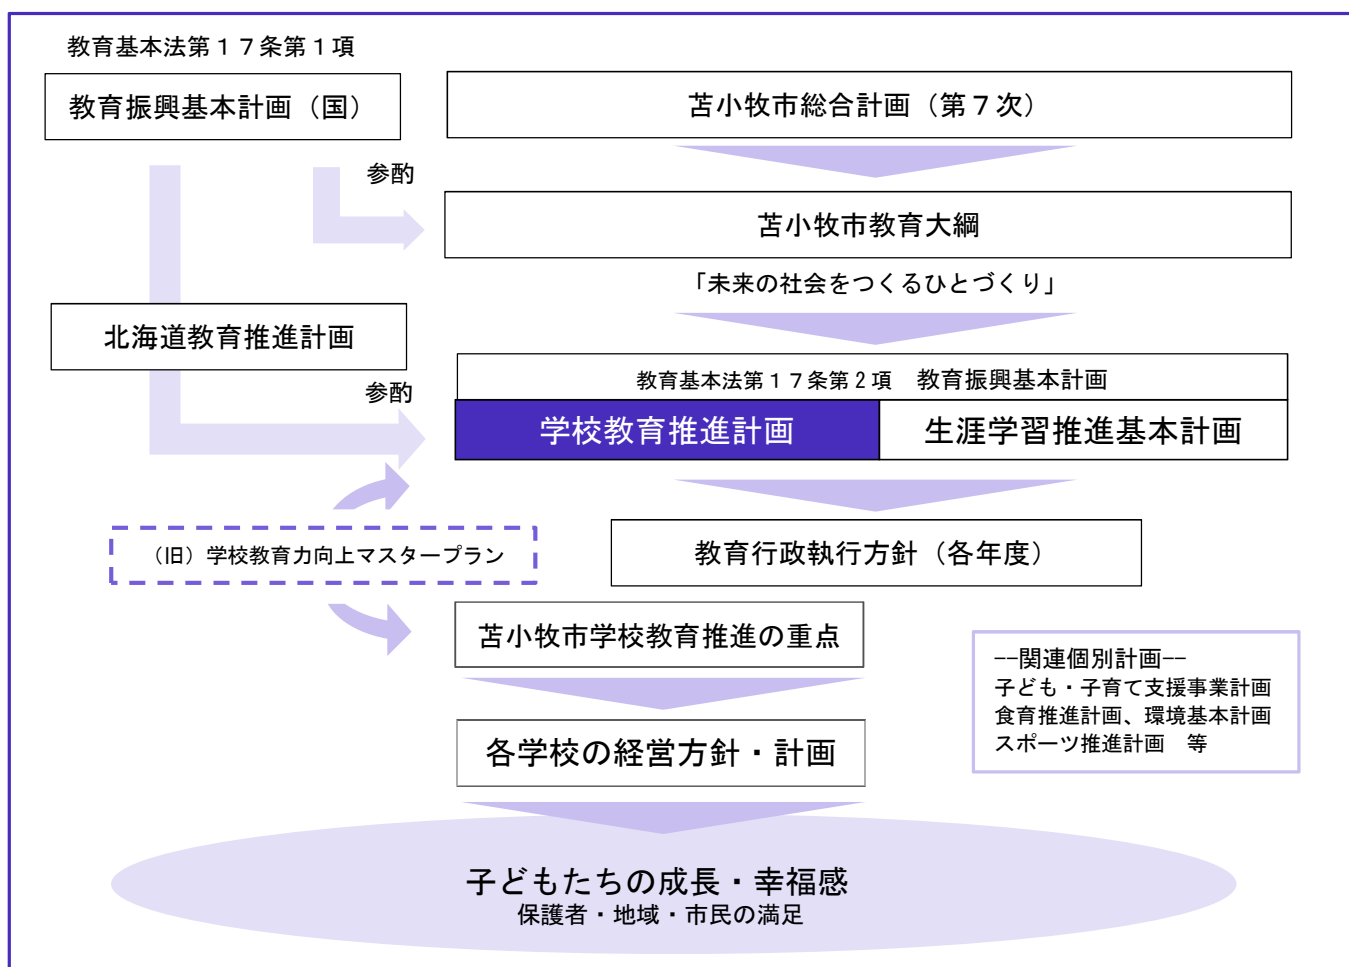 教育基本法第１７条第１項
教育振興基本計画（国）
苫小牧市総合計画（第７次）
参酌
苫小牧市教育大綱
「未来の社会をつくるひとづくり」
北海道教育推進計画
教育基本法第１７条第２項　教育振興基本計画
参酌
学校教育推進計画
生涯学習推進基本計画
（旧）学校教育力向上マスタープラン
教育行政執行方針（各年度）
苫小牧市学校教育推進の重点
--関連個別計画--
子ども・子育て支援事業計画
食育推進計画、環境基本計画
スポーツ推進計画　等
各学校の経営方針・計画
子どもたちの成長・幸福感
保護者・地域・市民の満足